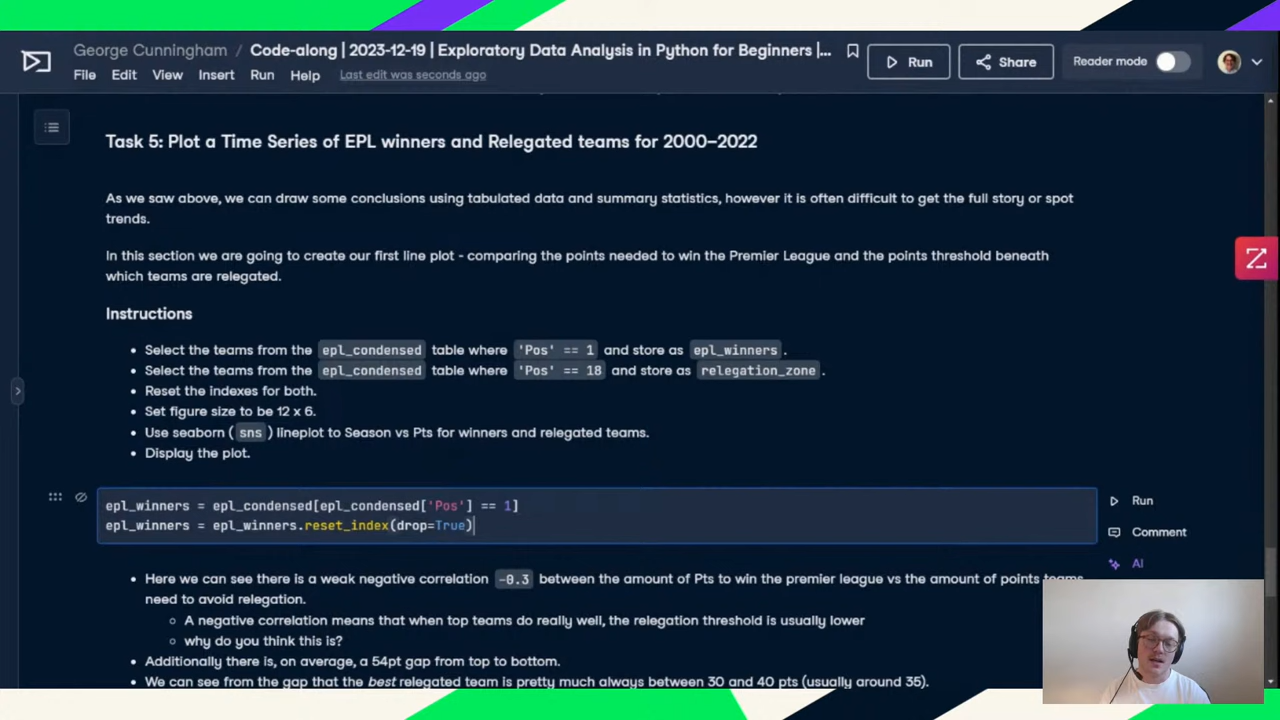 George Cunningham / Code-along | 2023-12-19 | Exploratory Data Analysis in Python for Beginners |...
Run
Share
Reader mode
File Edit View Insert Run Help Last edit was seconds ago
Task 5: Plot a Time Series of EPL winners and Relegated teams for 2000–2022
As we saw above, we can draw some conclusions using tabulated data and summary statistics, however it is often difficult to get the full story or spot
trends.
In this section we are going to create our first line plot - comparing the points needed to win the Premier League and the points threshold beneath
which teams are relegated.
Instructions
• Select the teams from the epl_condensed table where 'Pos' == 1 and store as epl_winners.
• Select the teams from the epl_condensed table where 'Pos' == 18 and store as relegation_zone.
• Reset the indexes for both.
• Set figure size to be 12 x 6.
• Use seaborn ( sns ) lineplot to Season vs Pts for winners and relegated teams.
• Display the plot.
epl_winners = epl_condensed[epl_condensed['Pos'] == 1]
epl_winners = epl_winners.reset_index(drop=True)
Run
Comment
AI
• Here we can see there is a weak negative correlation -0.3 between the amount of Pts to win the premier league vs the amount of points teams
need to avoid relegation.
◦ A negative correlation means that when top teams do really well, the relegation threshold is usually lower
◦ why do you think this is?
• Additionally there is, on average, a 54pt gap from top to bottom.
• We can see from the gap that the best relegated team is pretty much always between 30 and 40 pts (usually around 35).